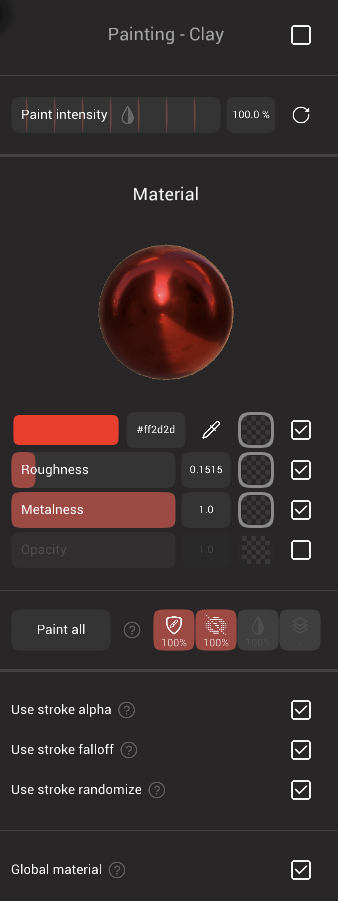 Painting - Clay
Paint intensity 100.0 %
Material
#ff2d2d
Roughness 0.1515
Metalness 1.0
Opacity 1.0
Paint all ? 100% 100% 100%
Use stroke alpha ?
Use stroke falloff ?
Use stroke randomize ?
Global material ?